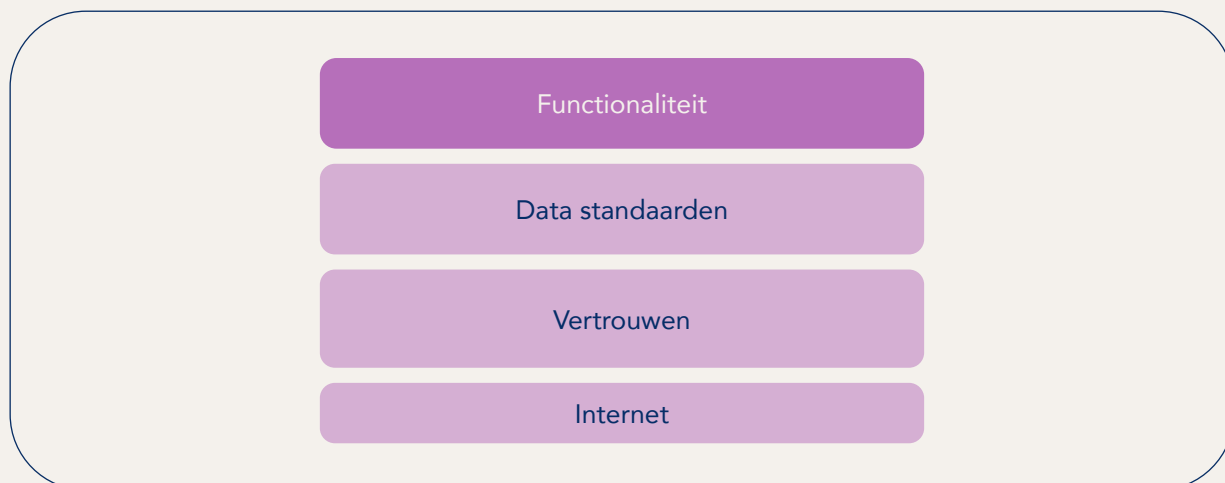 Functionaliteit
Data standaarden
Vertrouwen
Internet